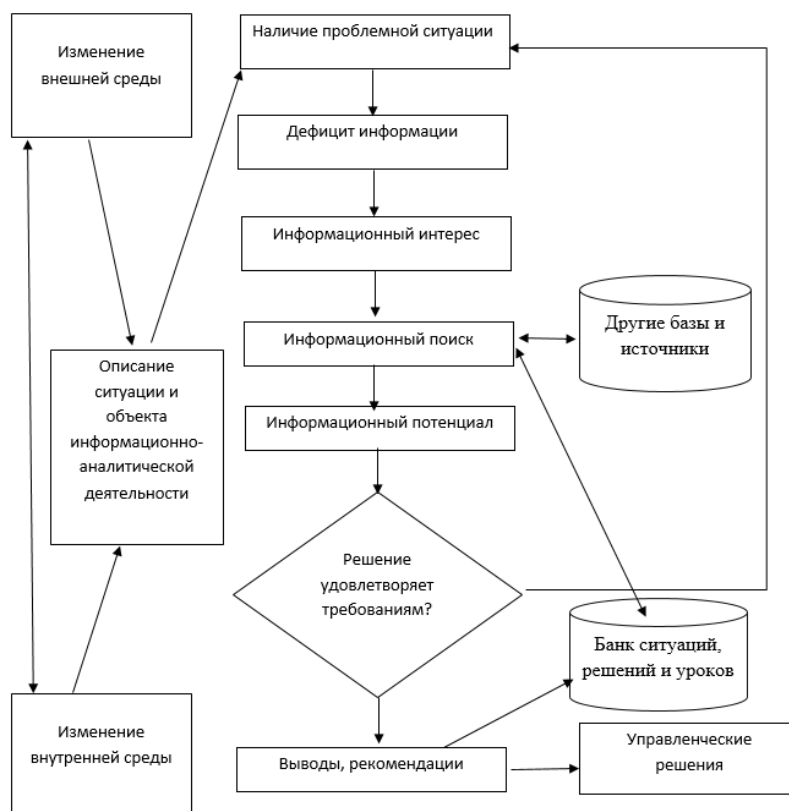 Изменение
внешней среды
Наличие проблемной ситуации
Дефицит информации
Информационный интерес
Информационный поиск
Другие базы и
источники
Описание
ситуации и
объекта
информационно-
аналитической
деятельности
Информационный потенциал
Решение
удовлетворяет
требованиям?
Банк ситуаций,
решений и уроков
Изменение
внутренней среды
Выводы, рекомендации
Управленческие
решения